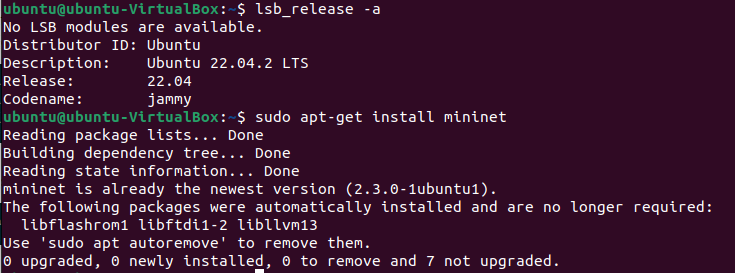 ubuntu@ubuntu-VirtualBox:~$ lsb_release -a
No LSB modules are available.
Distributor ID: Ubuntu
Description:    Ubuntu 22.04.2 LTS
Release:        22.04
Codename:       jammy
ubuntu@ubuntu-VirtualBox:~$ sudo apt-get install mininet
Reading package lists... Done
Building dependency tree... Done
Reading state information... Done
mininet is already the newest version (2.3.0-1ubuntu1).
The following packages were automatically installed and are no longer required:
  libflashrom1 libftdi1-2 libllvm13
Use 'sudo apt autoremove' to remove them.
0 upgraded, 0 newly installed, 0 to remove and 7 not upgraded.